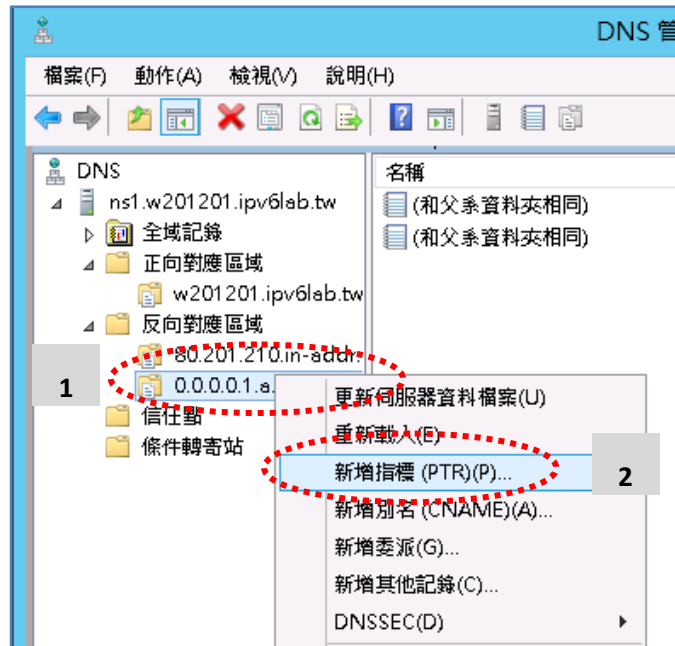 DNS 管
檔案(F) 動作(A) 檢視(V) 說明(H)
DNS
ns1.w201201.ipv6lab.tw
全域記錄
正向對應區域
w201201.ipv6lab.tw
反向對應區域
80.201.210.in-addr.
0.0.0.0.1.a.
信任點
條件轉寄站
名稱
(和父系資料夾相同)
(和父系資料夾相同)
1
更新伺服器資料檔案(U)
重新載入(E)
新增指標 (PTR)(P)...
2
新增別名 (CNAME)(A)...
新增委派(G)...
新增其他記錄(C)...
DNSSEC(D)